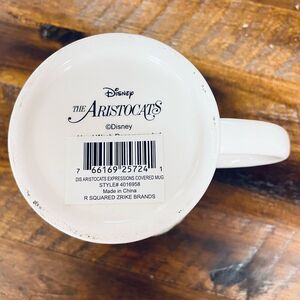 Disney
THE ARISTOCATS
©Disney
7 66169 25724 1
DIS ARISTOCATS EXPRESSIONS COVERED MUG
STYLE# 4016958
Made in China
R SQUARED ZRIKE BRANDS